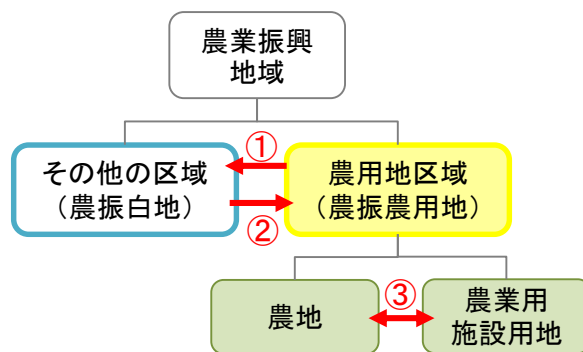 農業振興
地域
①
その他の区域
（農振白地）
農用地区域
（農振農用地）
②
農地
③
農業用
施設用地